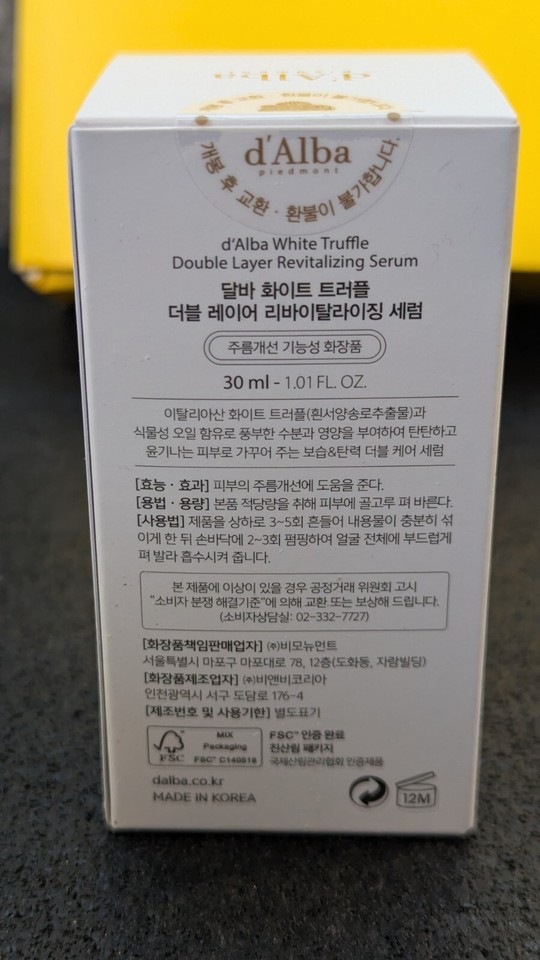 d'Alba
d'Alba
piedmont
개봉 후 교환 · 환불이 불가합니다.
d'Alba White Truffle
Double Layer Revitalizing Serum
달바 화이트 트러플
더블 레이어 리바이탈라이징 세럼
주름개선 기능성 화장품
30 ml - 1.01 FL. OZ.
이탈리아산 화이트 트러플(흰서양송로추출물)과
식물성 오일 함유로 풍부한 수분과 영양을 부여하여 탄탄하고
윤기나는 피부로 가꾸어 주는 보습&탄력 더블 케어 세럼
[효능 · 효과] 피부의 주름개선에 도움을 준다.
[용법 · 용량] 본품 적당량을 취해 피부에 골고루 펴 바른다.
[사용법] 제품을 상하로 3~5회 흔들어 내용물이 충분히 섞
이게 한 뒤 손바닥에 2~3회 펌핑하여 얼굴 전체에 부드럽게
펴 발라 흡수시켜 줍니다.
본 제품에 이상이 있을 경우 공정거래 위원회 고시
"소비자 분쟁 해결기준"에 의해 교환 또는 보상해 드립니다.
(소비자상담실: 02-332-7727)
[화장품책임판매업자] ㈜비모뉴먼트
서울특별시 마포구 마포대로 78, 12층(도화동, 자람빌딩)
[화장품제조업자] ㈜비앤비코리아
인천광역시 서구 도담로 176-4
[제조번호 및 사용기한] 별도표기
FSC
MIX
Packaging
FSC™ C140518
FSC™ 인증 완료
친산림 패키지
국제산림관리협회 인증제품
dalba.co.kr
MADE IN KOREA
12M